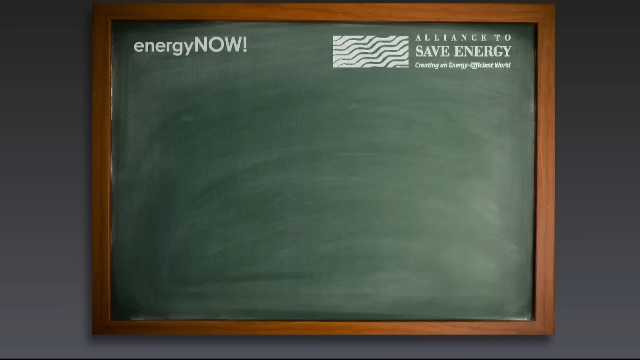 energyNOW!
ALLIANCE TO
SAVE ENERGY
Creating an Energy-Efficient World